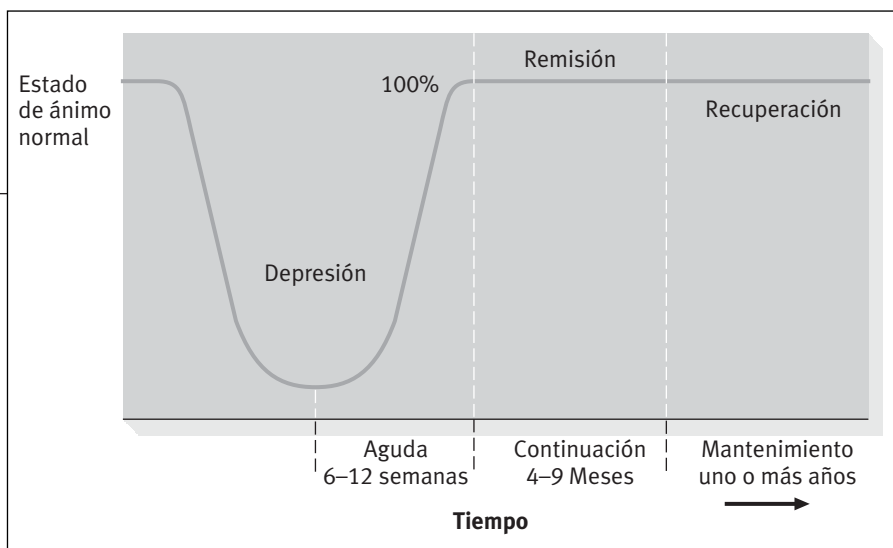 Estado
de ánimo
normal
100%
Remisión
Recuperación
Depresión
Aguda
6–12 semanas
Continuación
4–9 Meses
Mantenimiento
uno o más años
Tiempo